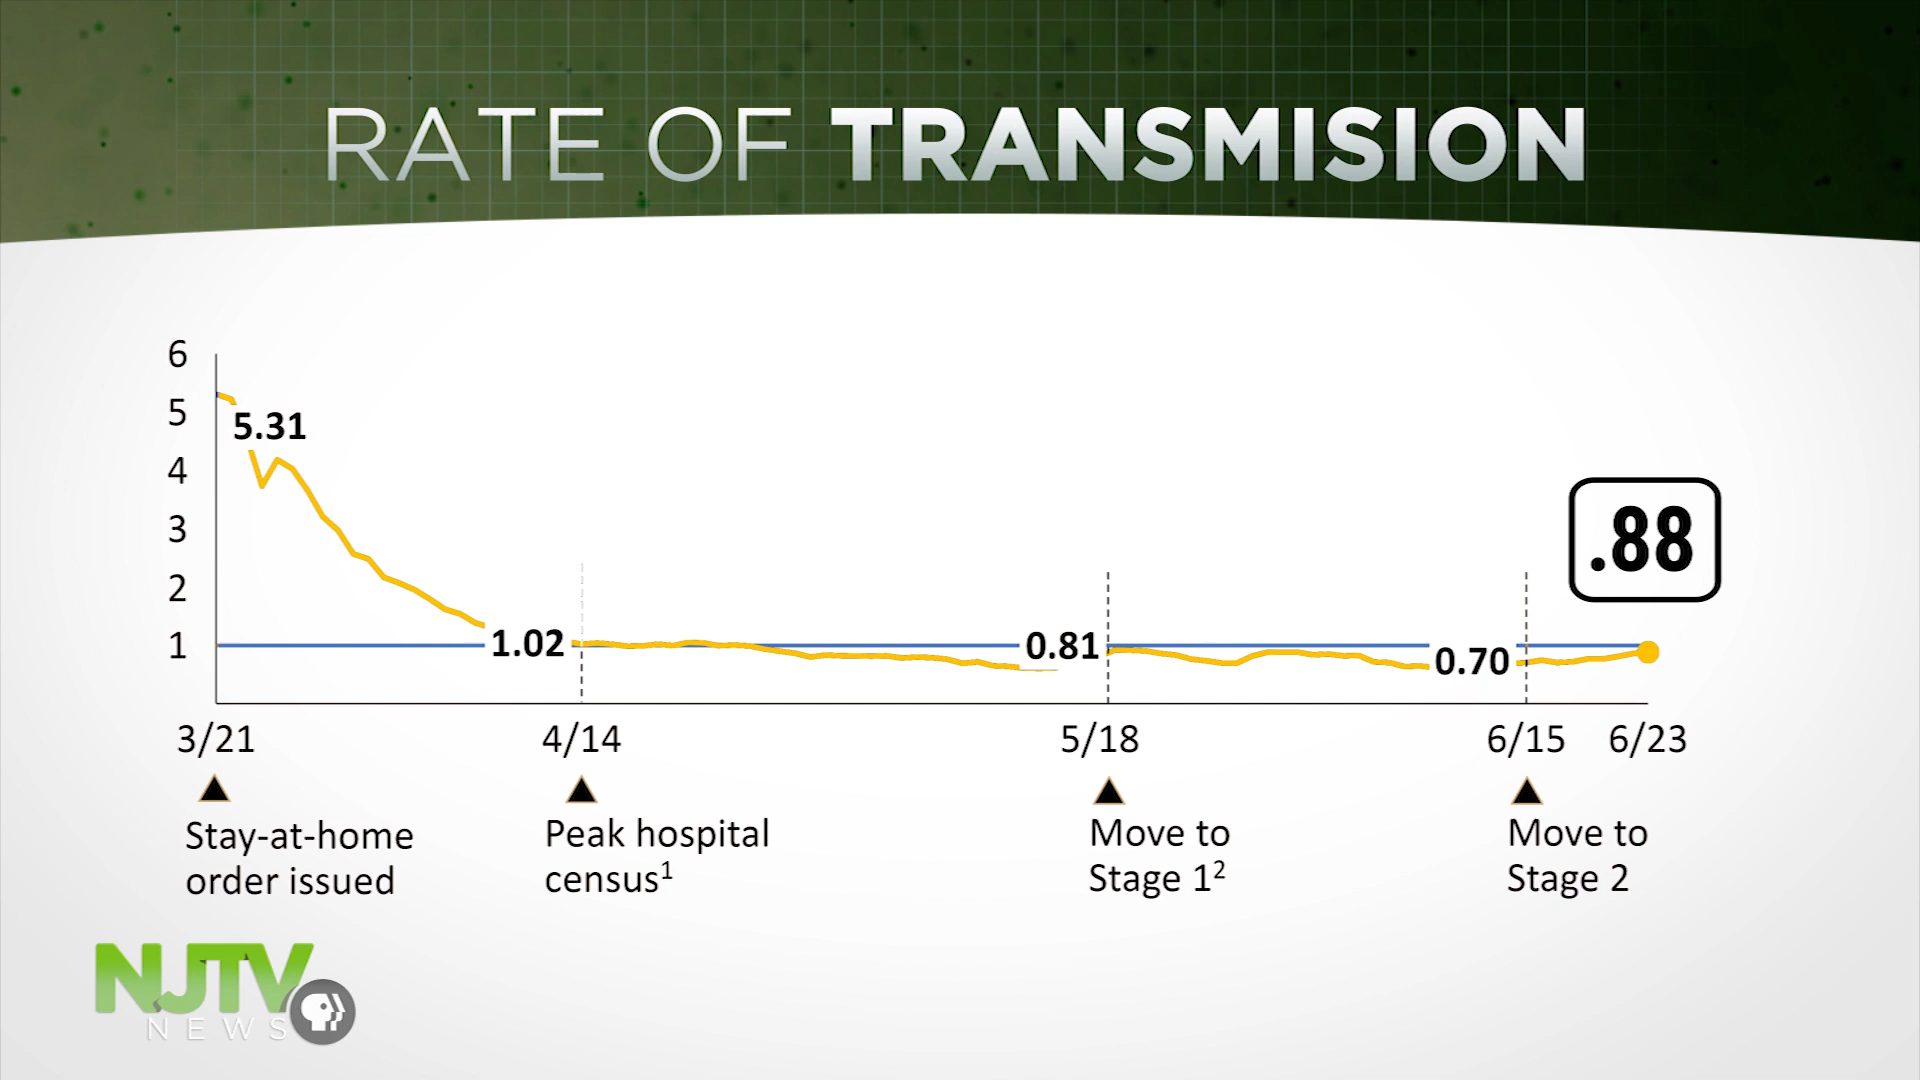 RATE OF TRANSMISION
6
5
4
3
2
1
5.31
1.02
0.81
0.70
.88
3/21
4/14
5/18
6/15
6/23
Stay-at-home
order issued
Peak hospital
census¹
Move to
Stage 1²
Move to
Stage 2
NJTV
NEWS